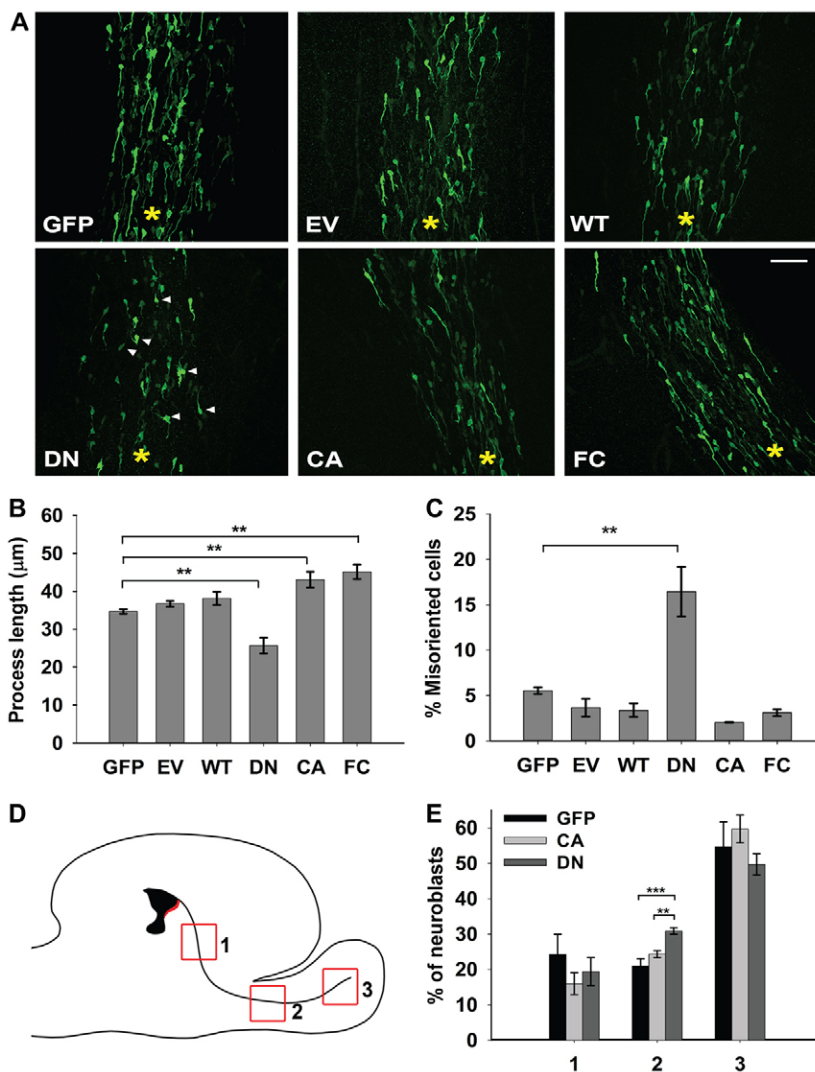 A
GFP
*
EV
*
WT
*
DN
*
CA
*
FC
*
B
Process length (μm)
60
50
40
30
20
10
0
**
**
**
GFP EV WT DN CA FC
C
% Misoriented cells
25
20
15
10
5
0
**
GFP EV WT DN CA FC
D
1
2
3
E
% of neuroblasts
60
50
40
30
20
10
0
GFP
CA
DN
***
**
1 2 3